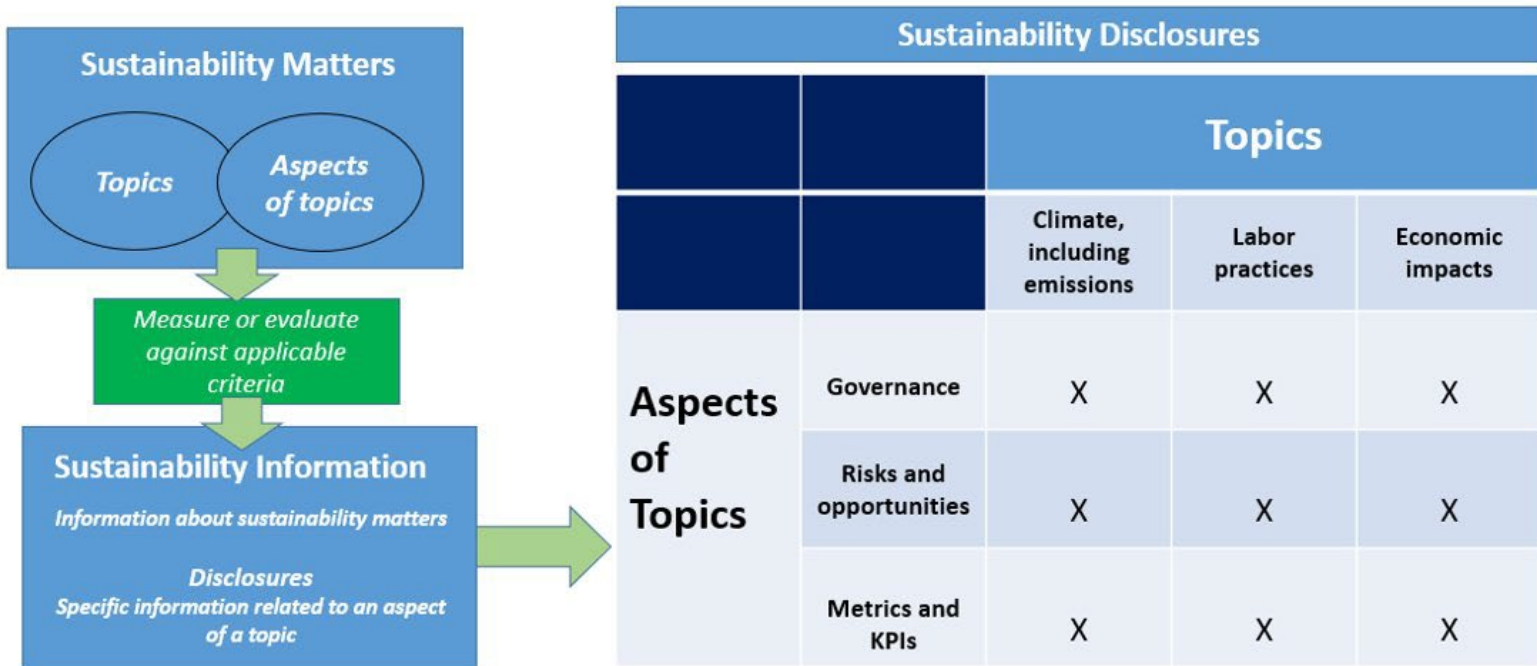 Sustainability Matters
Topics
Aspects
of topics
Measure or evaluate
against applicable
criteria
Sustainability Information
Information about sustainability matters
Disclosures
Specific information related to an aspect
of a topic
Sustainability Disclosures
Topics
Climate,
including
emissions
Labor
practices
Economic
impacts
Aspects
of
Topics
Governance
X X X
Risks and
opportunities
X X X
Metrics and
KPIs
X X X